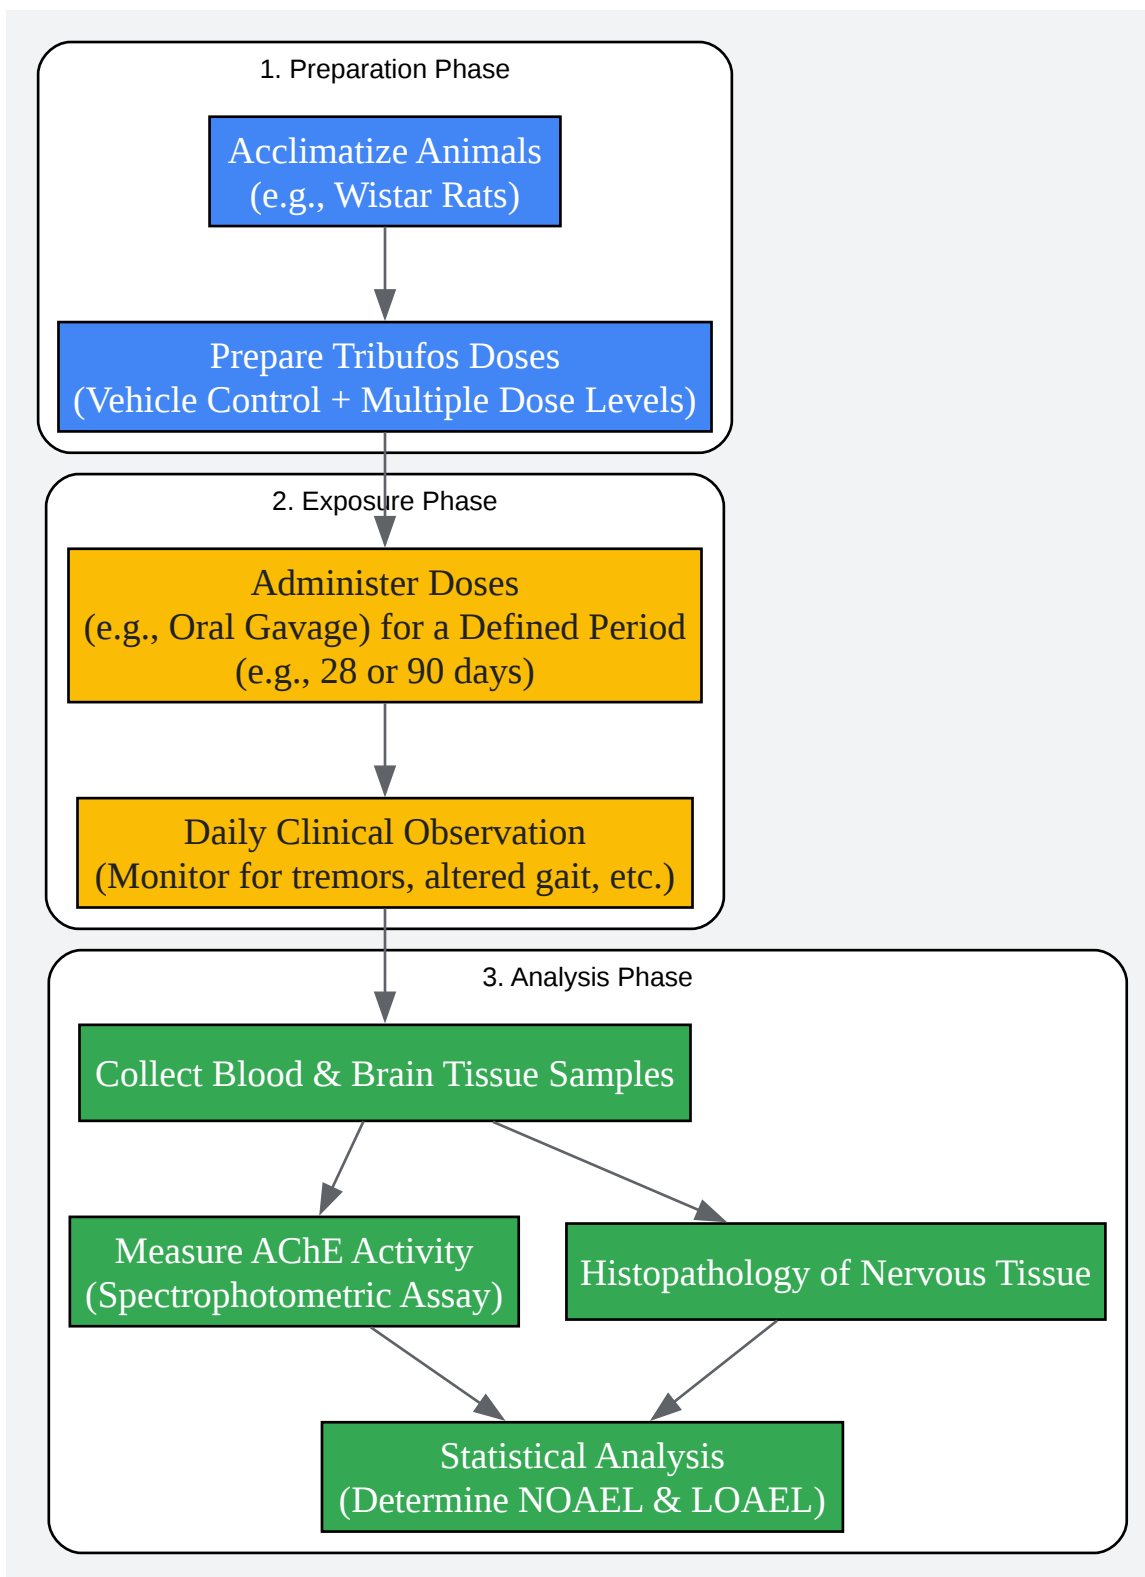 1. Preparation Phase
Acclimatize Animals
(e.g., Wistar Rats)
Prepare Tribufos Doses
(Vehicle Control + Multiple Dose Levels)
2. Exposure Phase
Administer Doses
(e.g., Oral Gavage) for a Defined Period
(e.g., 28 or 90 days)
Daily Clinical Observation
(Monitor for tremors, altered gait, etc.)
3. Analysis Phase
Collect Blood & Brain Tissue Samples
Measure AChE Activity
(Spectrophotometric Assay)
Histopathology of Nervous Tissue
Statistical Analysis
(Determine NOAEL & LOAEL)